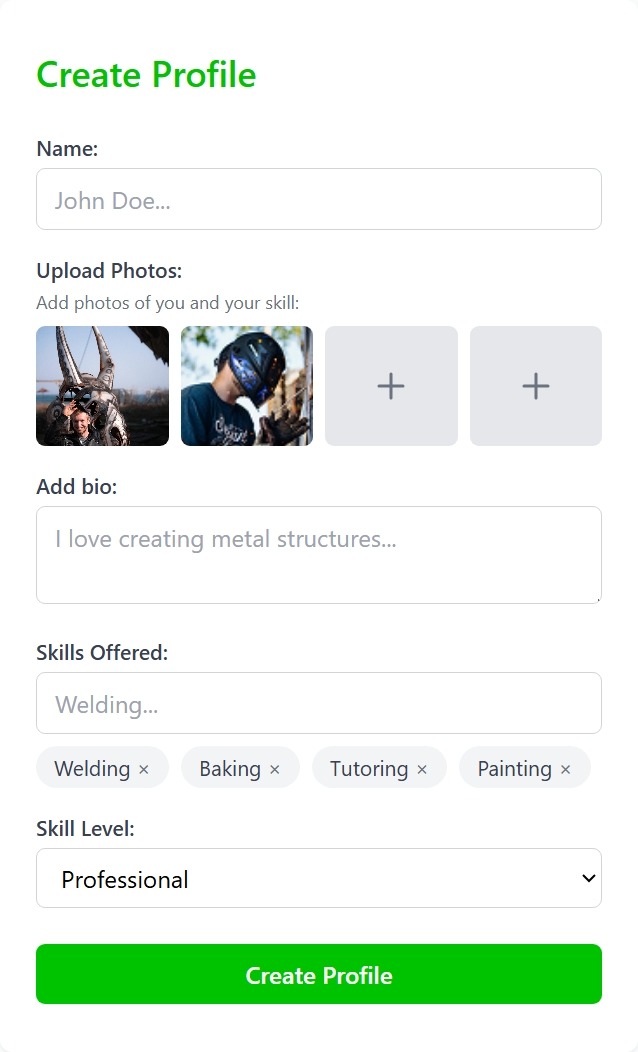 Create Profile
Name:
John Doe...
Upload Photos:
Add photos of you and your skill:
Add bio:
I love creating metal structures...
Skills Offered:
Welding...
Welding × Baking × Tutoring × Painting ×
Skill Level:
Professional
Create Profile